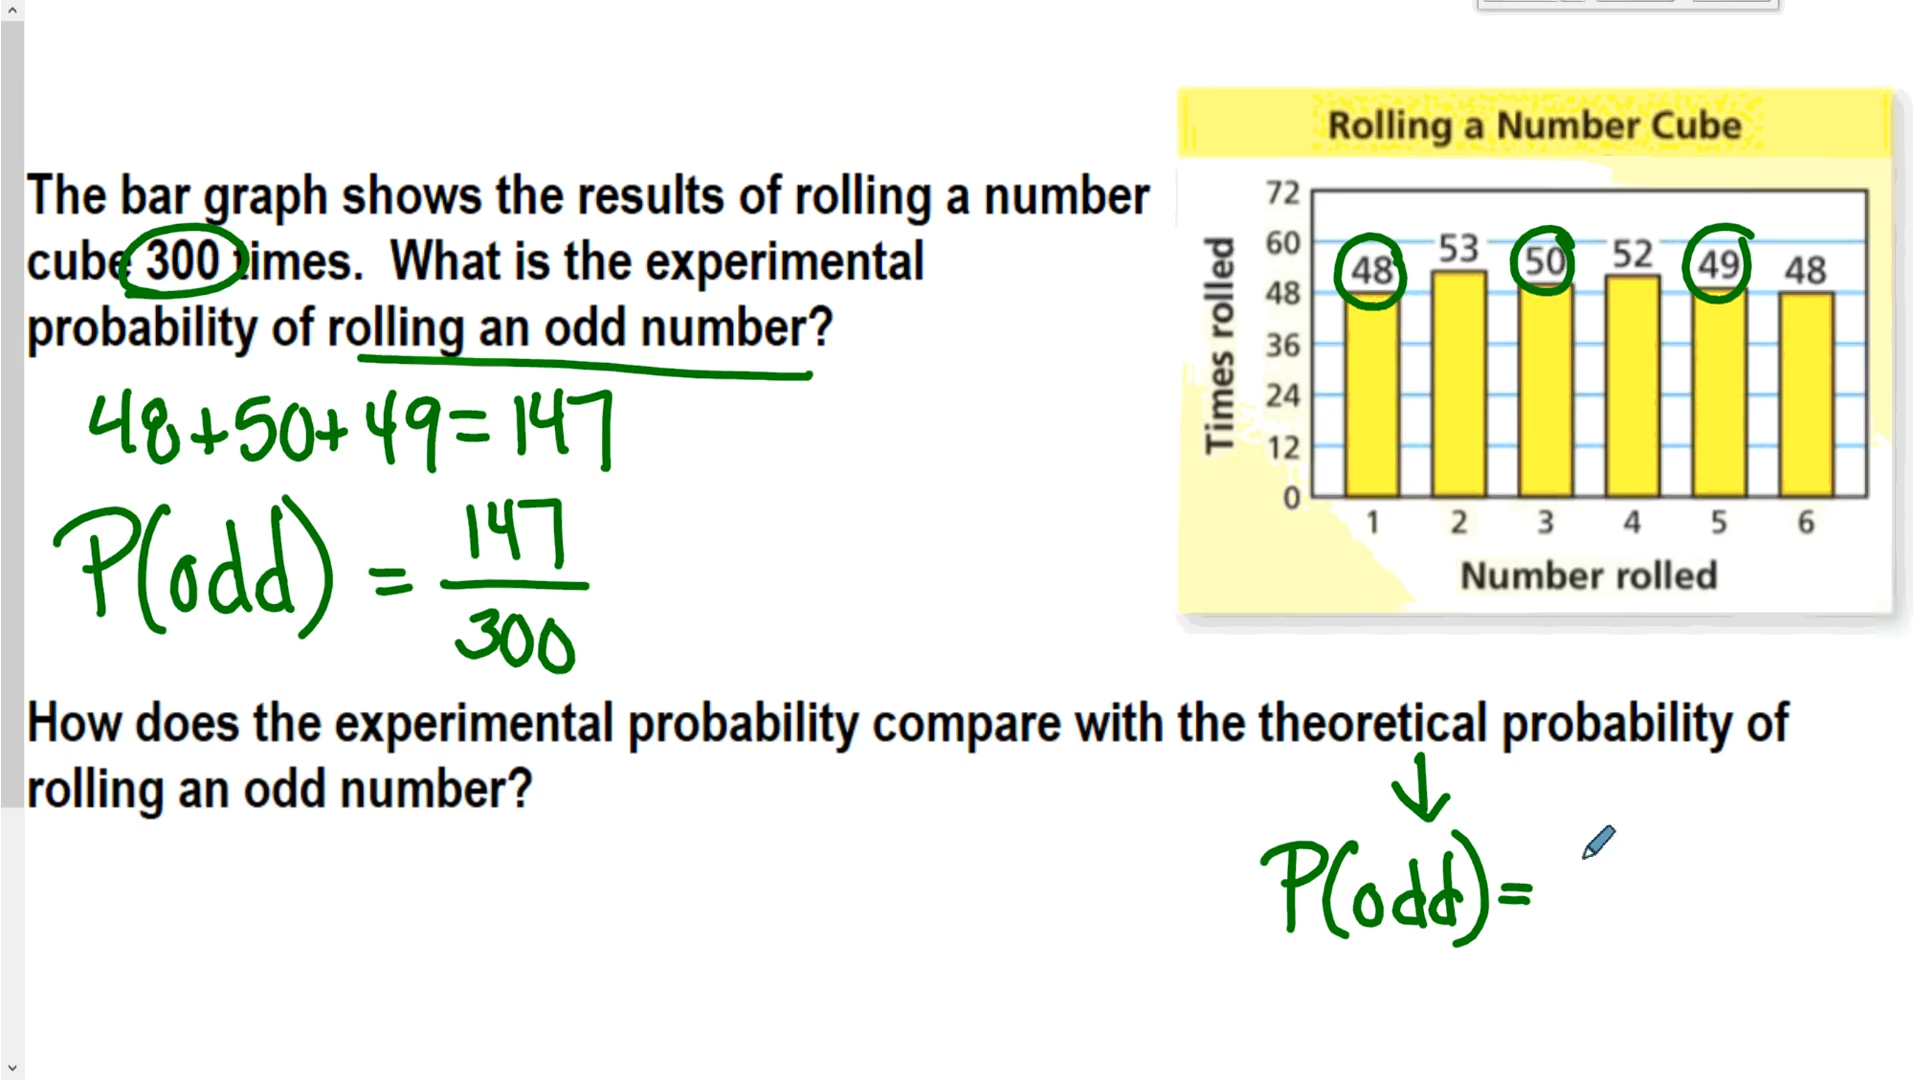 The bar graph shows the results of rolling a number
cube 300 times. What is the experimental
probability of rolling an odd number?
48+50+49=147
P(odd) = 147/300
Rolling a Number Cube
Times rolled
72
60
48
36
24
12
0
48 53 50 52 49 48
1 2 3 4 5 6
Number rolled
How does the experimental probability compare with the theoretical probability of
rolling an odd number?
P(odd)=